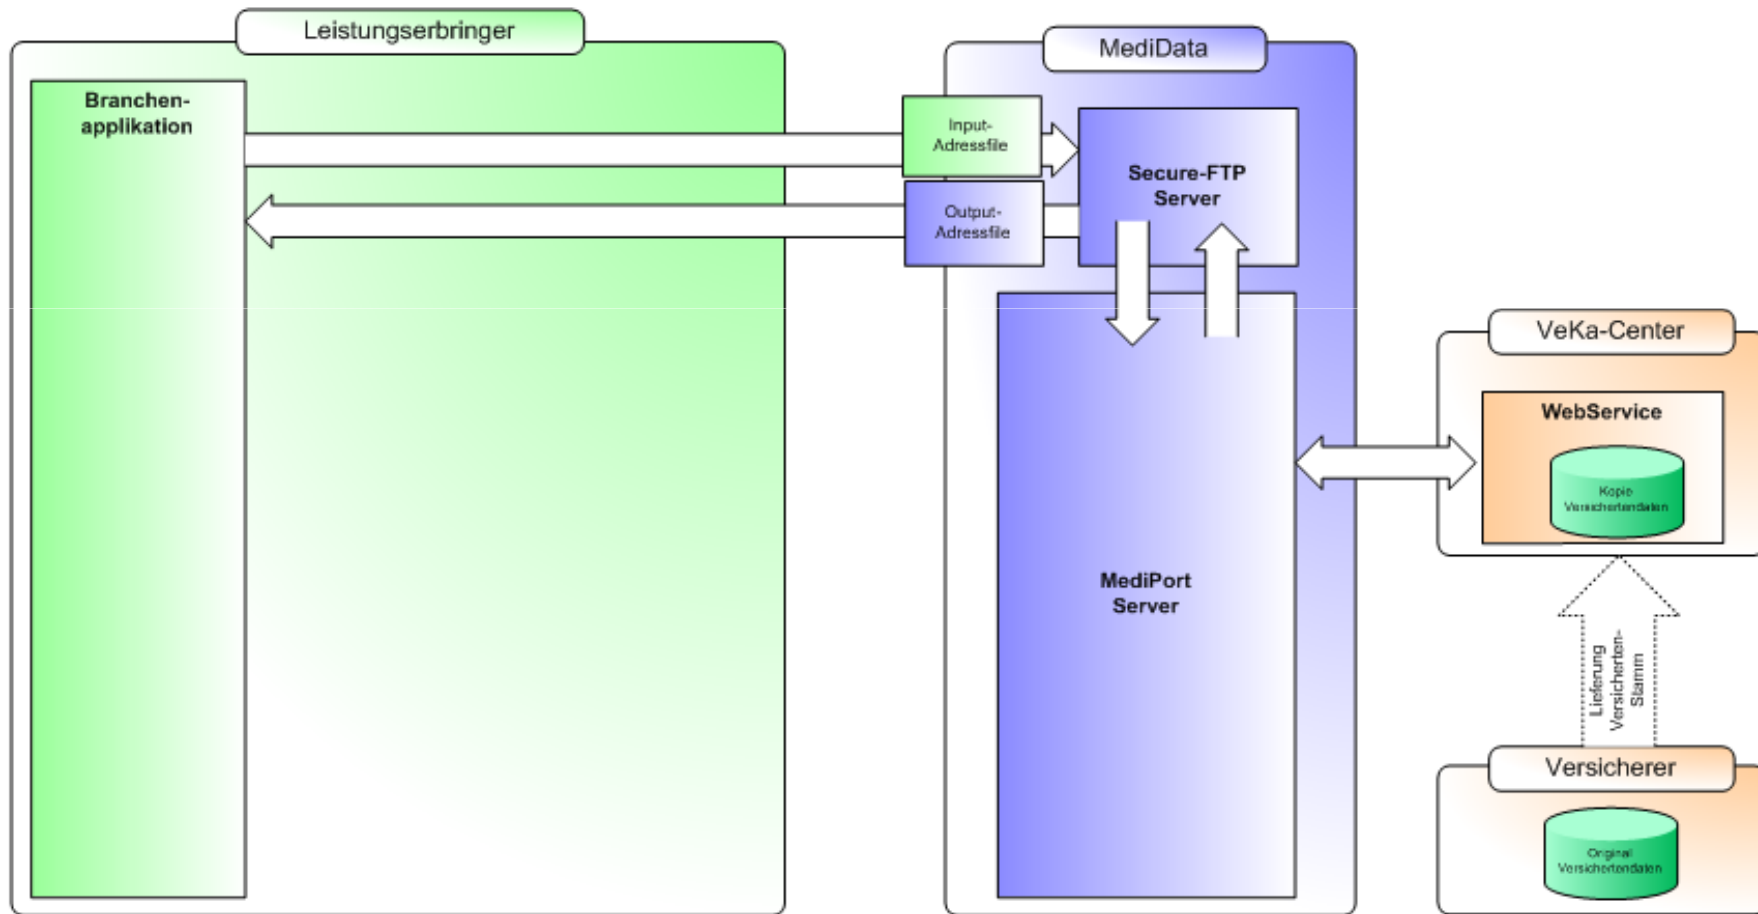 Leistungserbringer
Branchen-
applikation
MediData
Input-
Adressfile
Output-
Adressfile
Secure-FTP
Server
MediPort
Server
VeKa-Center
WebService
Kopie
Versichertendaten
Lieferung
Versicherten-
Stamm
Versicherer
Original
Versichertendaten